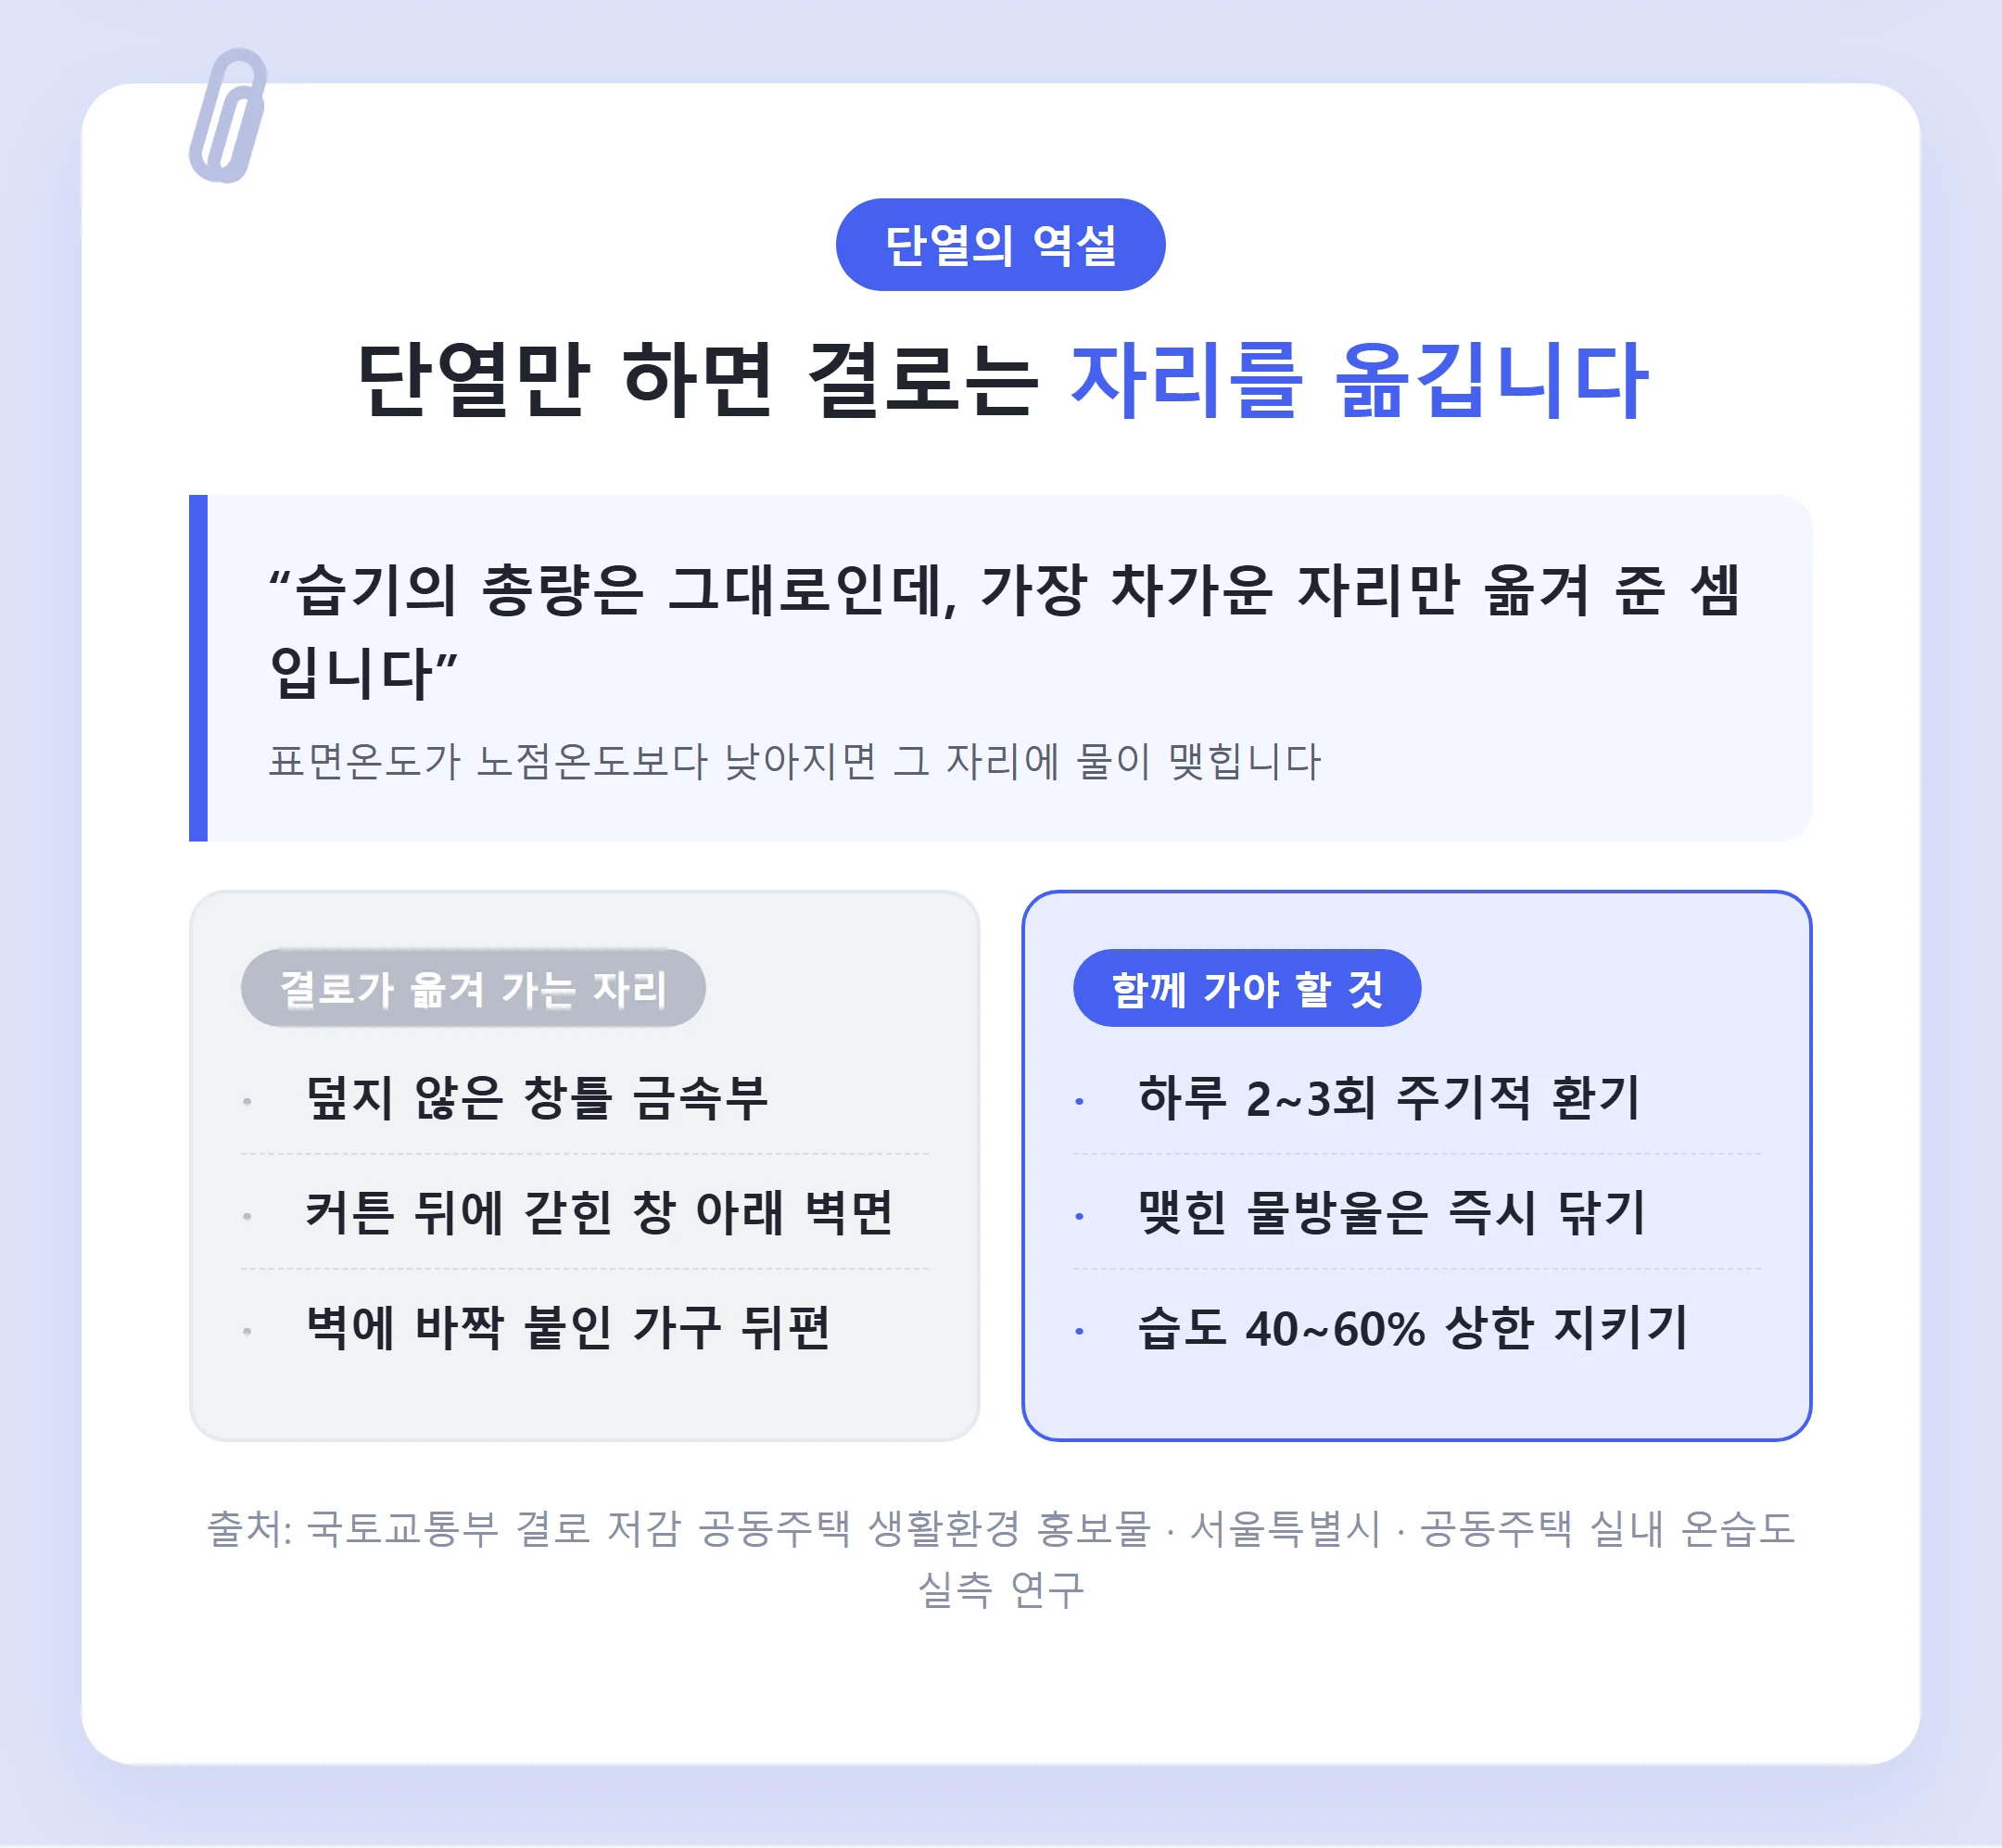 단열의 역설
단열만 하면 결로는 자리를 옮깁니다
“습기의 총량은 그대로인데, 가장 차가운 자리만 옮겨 준 셈
입니다”
표면온도가 노점온도보다 낮아지면 그 자리에 물이 맺힙니다
결로가 옮겨 가는 자리
· 덮지 않은 창틀 금속부
· 커튼 뒤에 갇힌 창 아래 벽면
· 벽에 바짝 붙인 가구 뒤편
함께 가야 할 것
· 하루 2~3회 주기적 환기
· 맺힌 물방울은 즉시 닦기
· 습도 40~60% 상한 지키기
출처: 국토교통부 결로 저감 공동주택 생활환경 홍보물 · 서울특별시 · 공동주택 실내 온습도
실측 연구